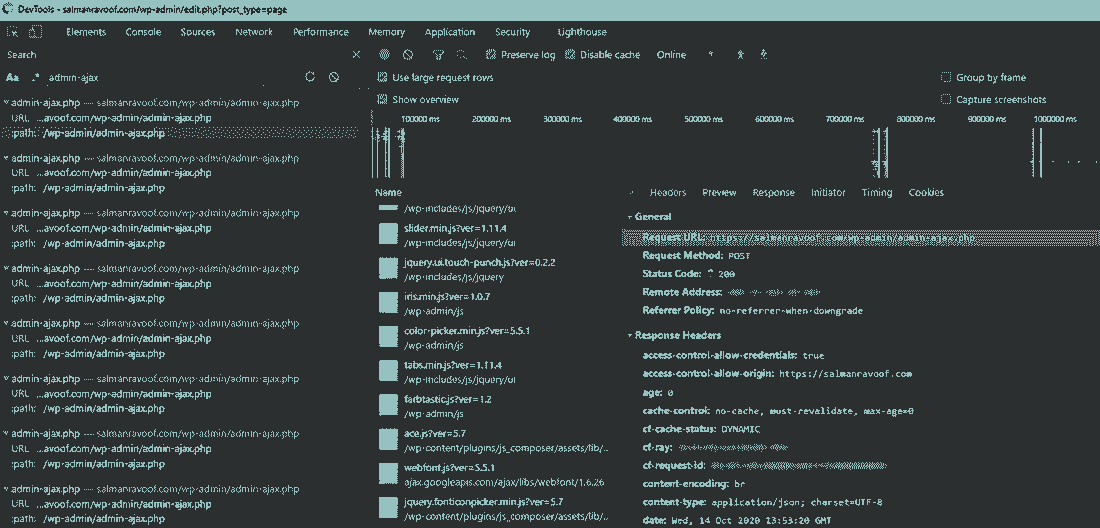 DevTools - salmanravoof.com/wp-admin/edit.php?post_type=page
Elements Console Sources Network Performance Memory Application Security Lighthouse
Search
Aa .* admin-ajax
admin-ajax.php — salmanravoof.com/wp-admin/admin-ajax.php
URL ...avoof.com/wp-admin/admin-ajax.php
:path: /wp-admin/admin-ajax.php
admin-ajax.php — salmanravoof.com/wp-admin/admin-ajax.php
URL ...avoof.com/wp-admin/admin-ajax.php
:path: /wp-admin/admin-ajax.php
admin-ajax.php — salmanravoof.com/wp-admin/admin-ajax.php
URL ...avoof.com/wp-admin/admin-ajax.php
:path: /wp-admin/admin-ajax.php
admin-ajax.php — salmanravoof.com/wp-admin/admin-ajax.php
URL ...avoof.com/wp-admin/admin-ajax.php
:path: /wp-admin/admin-ajax.php
admin-ajax.php — salmanravoof.com/wp-admin/admin-ajax.php
URL ...avoof.com/wp-admin/admin-ajax.php
:path: /wp-admin/admin-ajax.php
admin-ajax.php — salmanravoof.com/wp-admin/admin-ajax.php
URL ...avoof.com/wp-admin/admin-ajax.php
:path: /wp-admin/admin-ajax.php
admin-ajax.php — salmanravoof.com/wp-admin/admin-ajax.php
URL ...avoof.com/wp-admin/admin-ajax.php
:path: /wp-admin/admin-ajax.php
admin-ajax.php — salmanravoof.com/wp-admin/admin-ajax.php
URL ...avoof.com/wp-admin/admin-ajax.php
:path: /wp-admin/admin-ajax.php
Preserve log Disable cache Online
Use large request rows Group by frame
Show overview Capture screenshots
100000 ms 200000 ms 300000 ms 400000 ms 500000 ms 600000 ms 700000 ms 800000 ms 900000 ms 1000000 ms
Name
/wp-includes/js/jquery/ui
slider.min.js?ver=1.11.4
/wp-includes/js/jquery/ui
jquery.ui.touch-punch.js?ver=0.2.2
/wp-includes/js/jquery
iris.min.js?ver=1.0.7
/wp-admin/js
color-picker.min.js?ver=5.5.1
/wp-admin/js
tabs.min.js?ver=1.11.4
/wp-includes/js/jquery/ui
farbtastic.js?ver=1.2
/wp-admin/js
ace.js?ver=5.7
/wp-content/plugins/js_composer/assets/lib/..
webfont.js?ver=5.5.1
ajax.googleapis.com/ajax/libs/webfont/1.6.26
jquery.fonticonpicker.min.js?ver=5.7
/wp-content/plugins/js_composer/assets/lib/..
Headers Preview Response Initiator Timing Cookies
General
Request URL: https://salmanravoof.com/wp-admin/admin-ajax.php
Request Method: POST
Status Code: 200
Remote Address:
Referrer Policy: no-referrer-when-downgrade
Response Headers
access-control-allow-credentials: true
access-control-allow-origin: https://salmanravoof.com
age: 0
cache-control: no-cache, must-revalidate, max-age=0
cf-cache-status: DYNAMIC
cf-ray:
cf-request-id:
content-encoding: br
content-type: application/json; charset=UTF-8
date: Wed, 14 Oct 2020 23:53:20 GMT